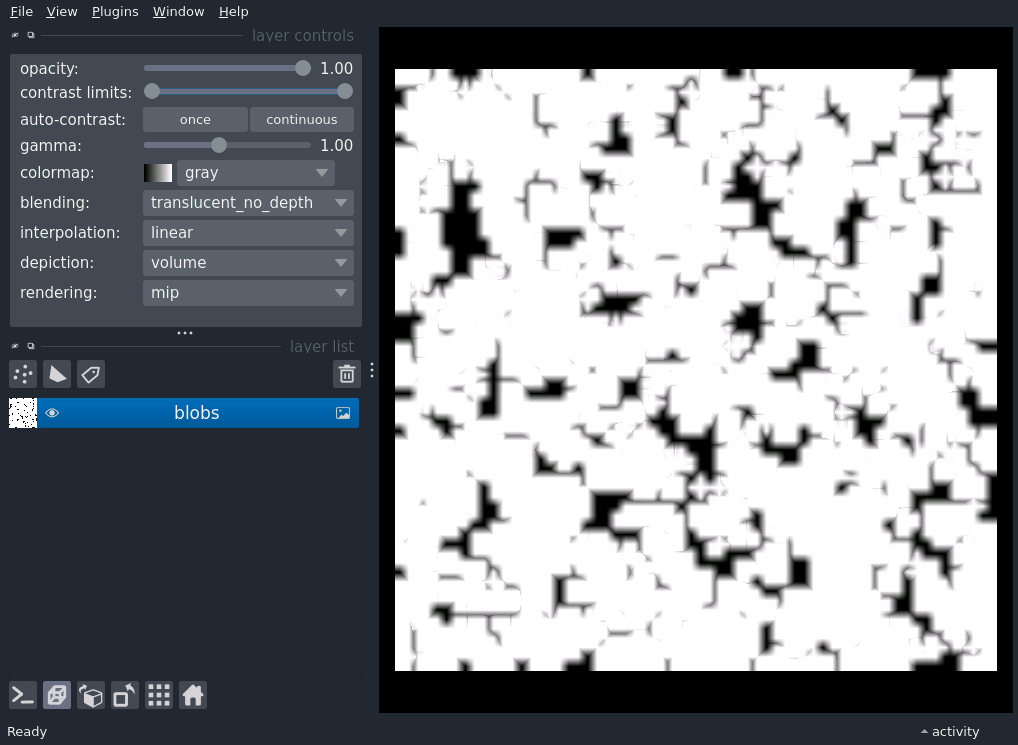 File View Plugins Window Help
layer controls
opacity: 1.00
contrast limits:
auto-contrast: once continuous
gamma: 1.00
colormap: gray
blending: translucent_no_depth
interpolation: linear
depiction: volume
rendering: mip
layer list
blobs
Ready
activity